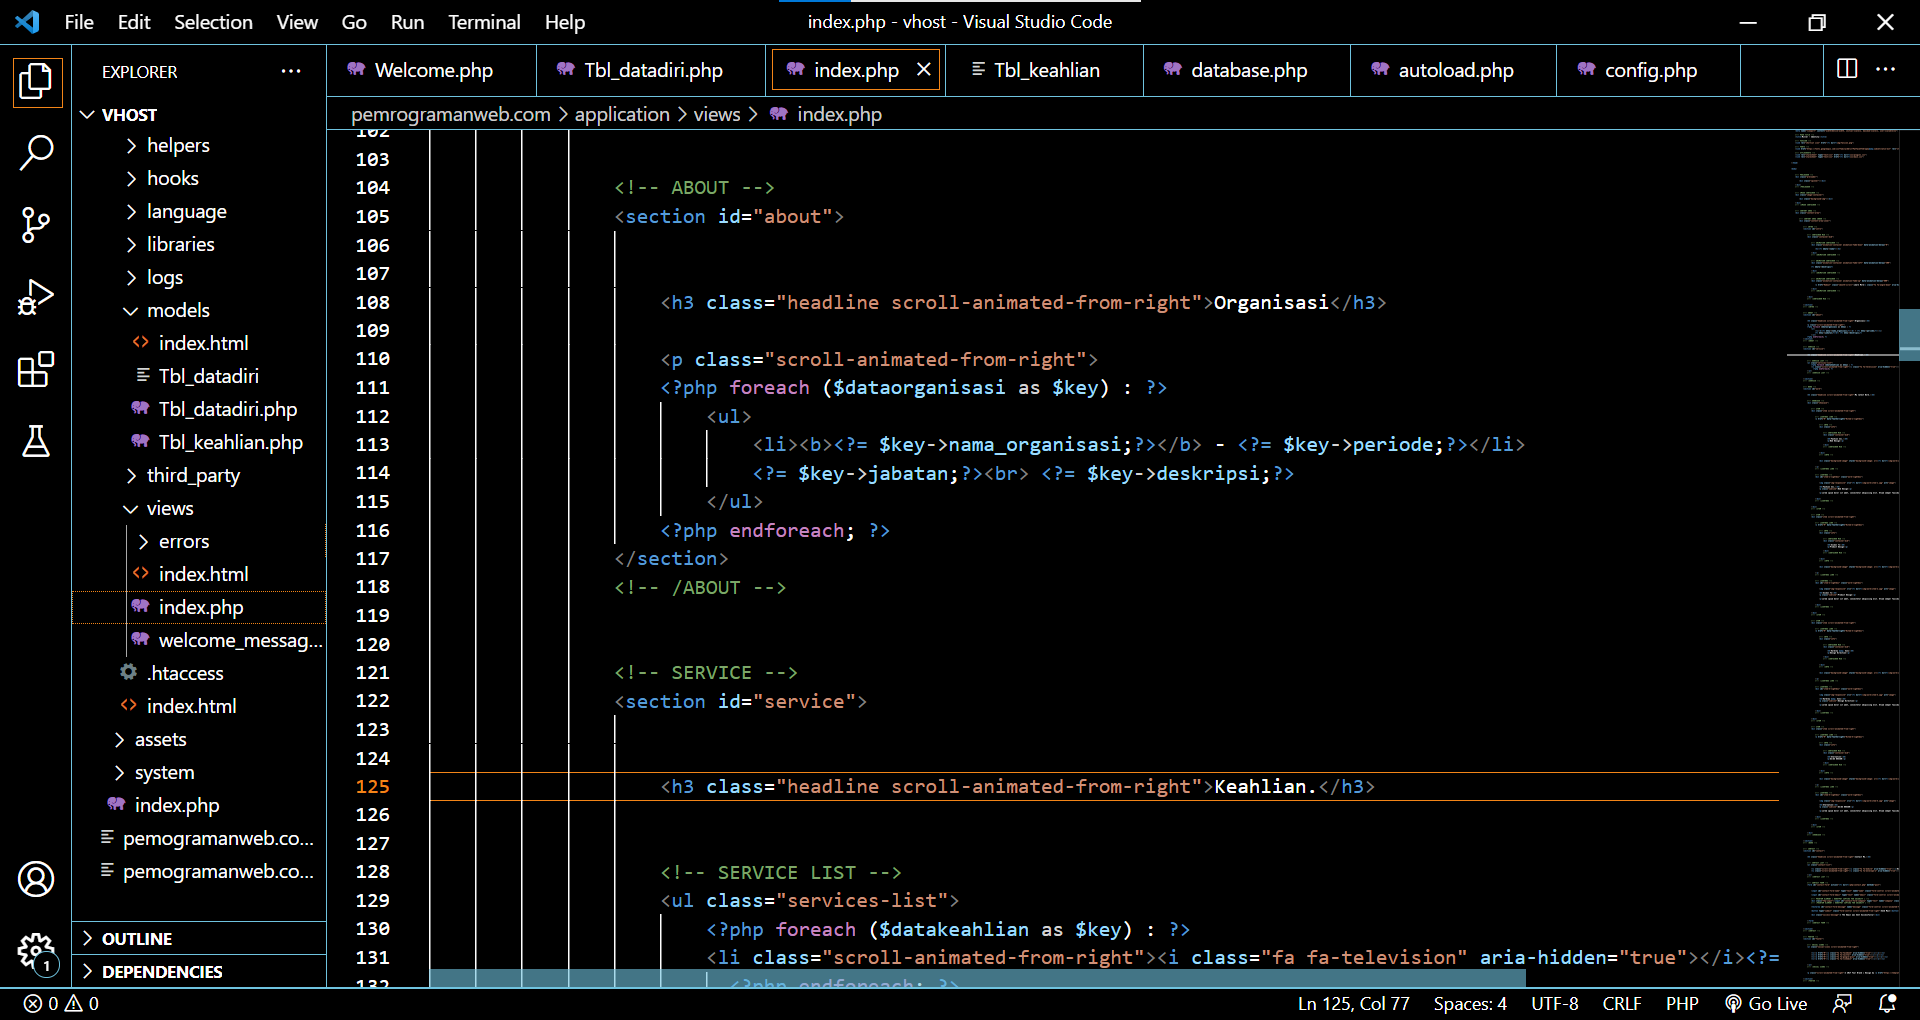 File Edit Selection View Go Run Terminal Help
index.php - vhost - Visual Studio Code
EXPLORER
VHOST
helpers
hooks
language
libraries
logs
models
index.html
Tbl_datadiri
Tbl_datadiri.php
Tbl_keahlian.php
third_party
views
errors
index.html
index.php
welcome_messag...
.htaccess
index.html
assets
system
index.php
pemogramanweb.co...
pemogramanweb.co...
OUTLINE
DEPENDENCIES
1
Welcome.php Tbl_datadiri.php index.php Tbl_keahlian database.php autoload.php config.php
pemrogramanweb.com > application > views > index.php
102
103
104 <!-- ABOUT -->
105 <section id="about">
106
107
108 <h3 class="headline scroll-animated-from-right">Organisasi</h3>
109
110 <p class="scroll-animated-from-right">
111 <?php foreach ($dataorganisasi as $key) : ?>
112 <ul>
113 <li><b><?= $key->nama_organisasi;?></b> - <?= $key->periode;?></li>
114 <?= $key->jabatan;?><br> <?= $key->deskripsi;?>
115 </ul>
116 <?php endforeach; ?>
117 </section>
118 <!-- /ABOUT -->
119
120
121 <!-- SERVICE -->
122 <section id="service">
123
124
125 <h3 class="headline scroll-animated-from-right">Keahlian.</h3>
126
127
128 <!-- SERVICE LIST -->
129 <ul class="services-list">
130 <?php foreach ($datakeahlian as $key) : ?>
131 <li class="scroll-animated-from-right"><i class="fa fa-television" aria-hidden="true"></i><?=
132 <?php endforeach; ?>
0 0
Ln 125, Col 77 Spaces: 4 UTF-8 CRLF PHP Go Live